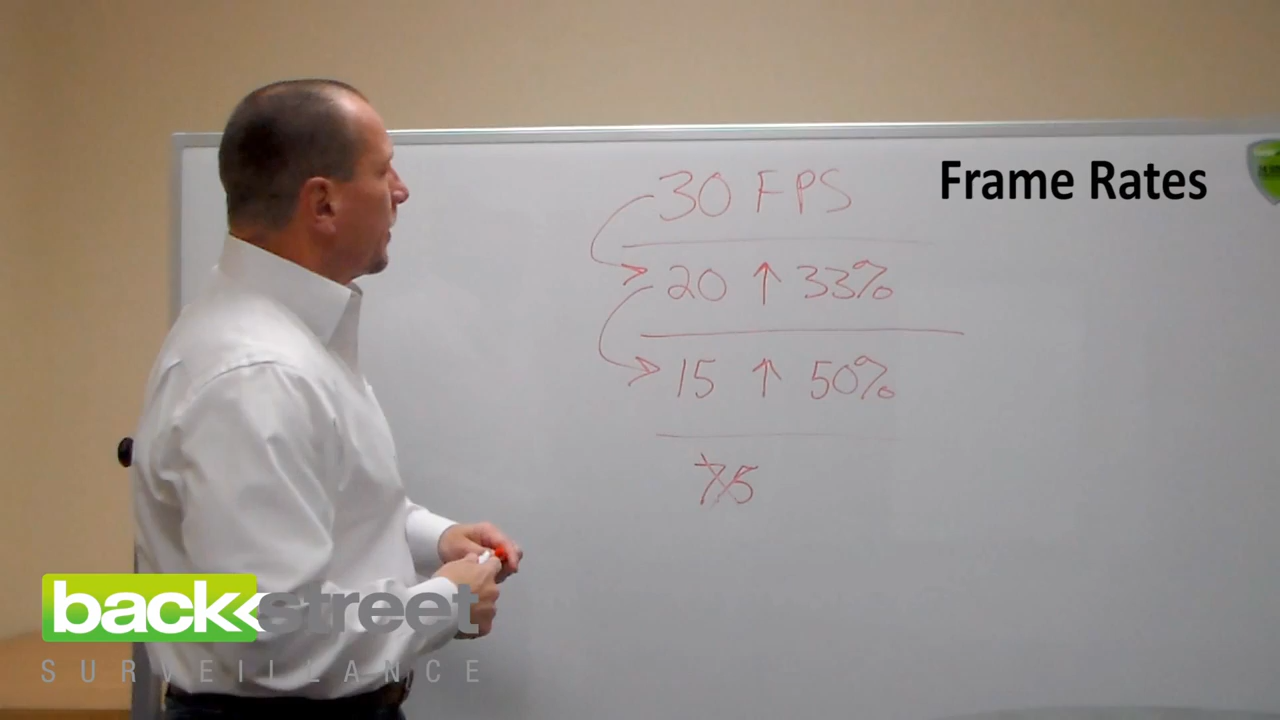 Frame Rates
30 FPS
20 ↑ 33%
15 ↑ 50%
backstreet
SURVEILLANCE